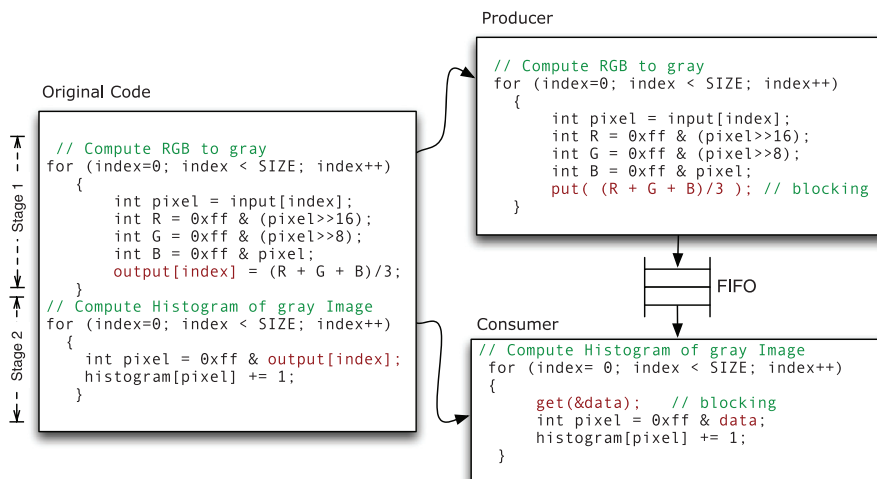 Original Code
Stage 1
Stage 2
// Compute RGB to gray
for (index=0; index < SIZE; index++)
{
int pixel = input[index];
int R = 0xff & (pixel>>16);
int G = 0xff & (pixel>>8);
int B = 0xff & pixel;
output[index] = (R + G + B)/3;
}
// Compute Histogram of gray Image
for (index=0; index < SIZE; index++)
{
int pixel = 0xff & output[index];
histogram[pixel] += 1;
}
Producer
// Compute RGB to gray
for (index=0; index < SIZE; index++)
{
int pixel = input[index];
int R = 0xff & (pixel>>16);
int G = 0xff & (pixel>>8);
int B = 0xff & pixel;
put( (R + G + B)/3 ); // blocking
}
FIFO
Consumer
// Compute Histogram of gray Image
for (index= 0; index < SIZE; index++)
{
get(&data); // blocking
int pixel = 0xff & data;
histogram[pixel] += 1;
}